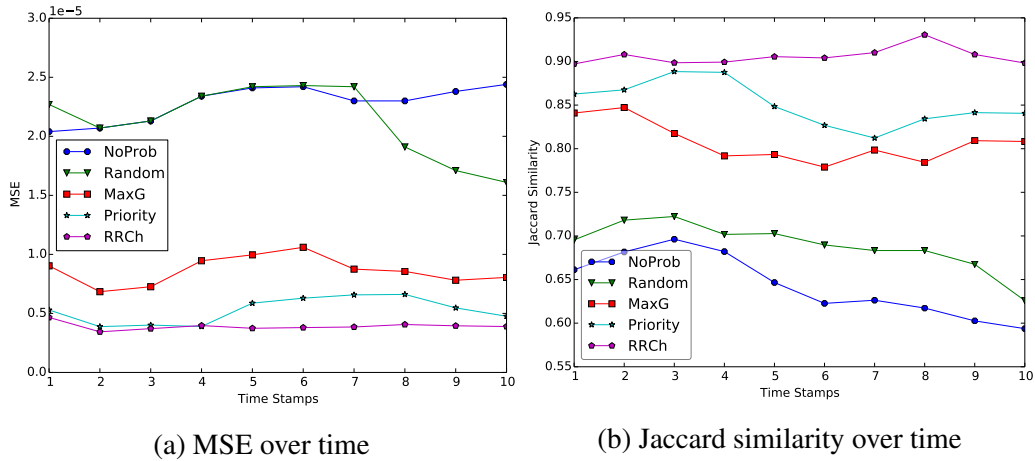 1e−5
3.0
2.5
2.0
1.5
1.0
0.5
0.0
MSE
NoProb
Random
MaxG
Priority
RRCh
1 2 3 4 5 6 7 8 9 10
Time Stamps
(a) MSE over time
0.95
0.90
0.85
0.80
0.75
0.70
0.65
0.60
0.55
Jaccard Similarity
NoProb
Random
MaxG
Priority
RRCh
1 2 3 4 5 6 7 8 9 10
Time Stamps
(b) Jaccard similarity over time